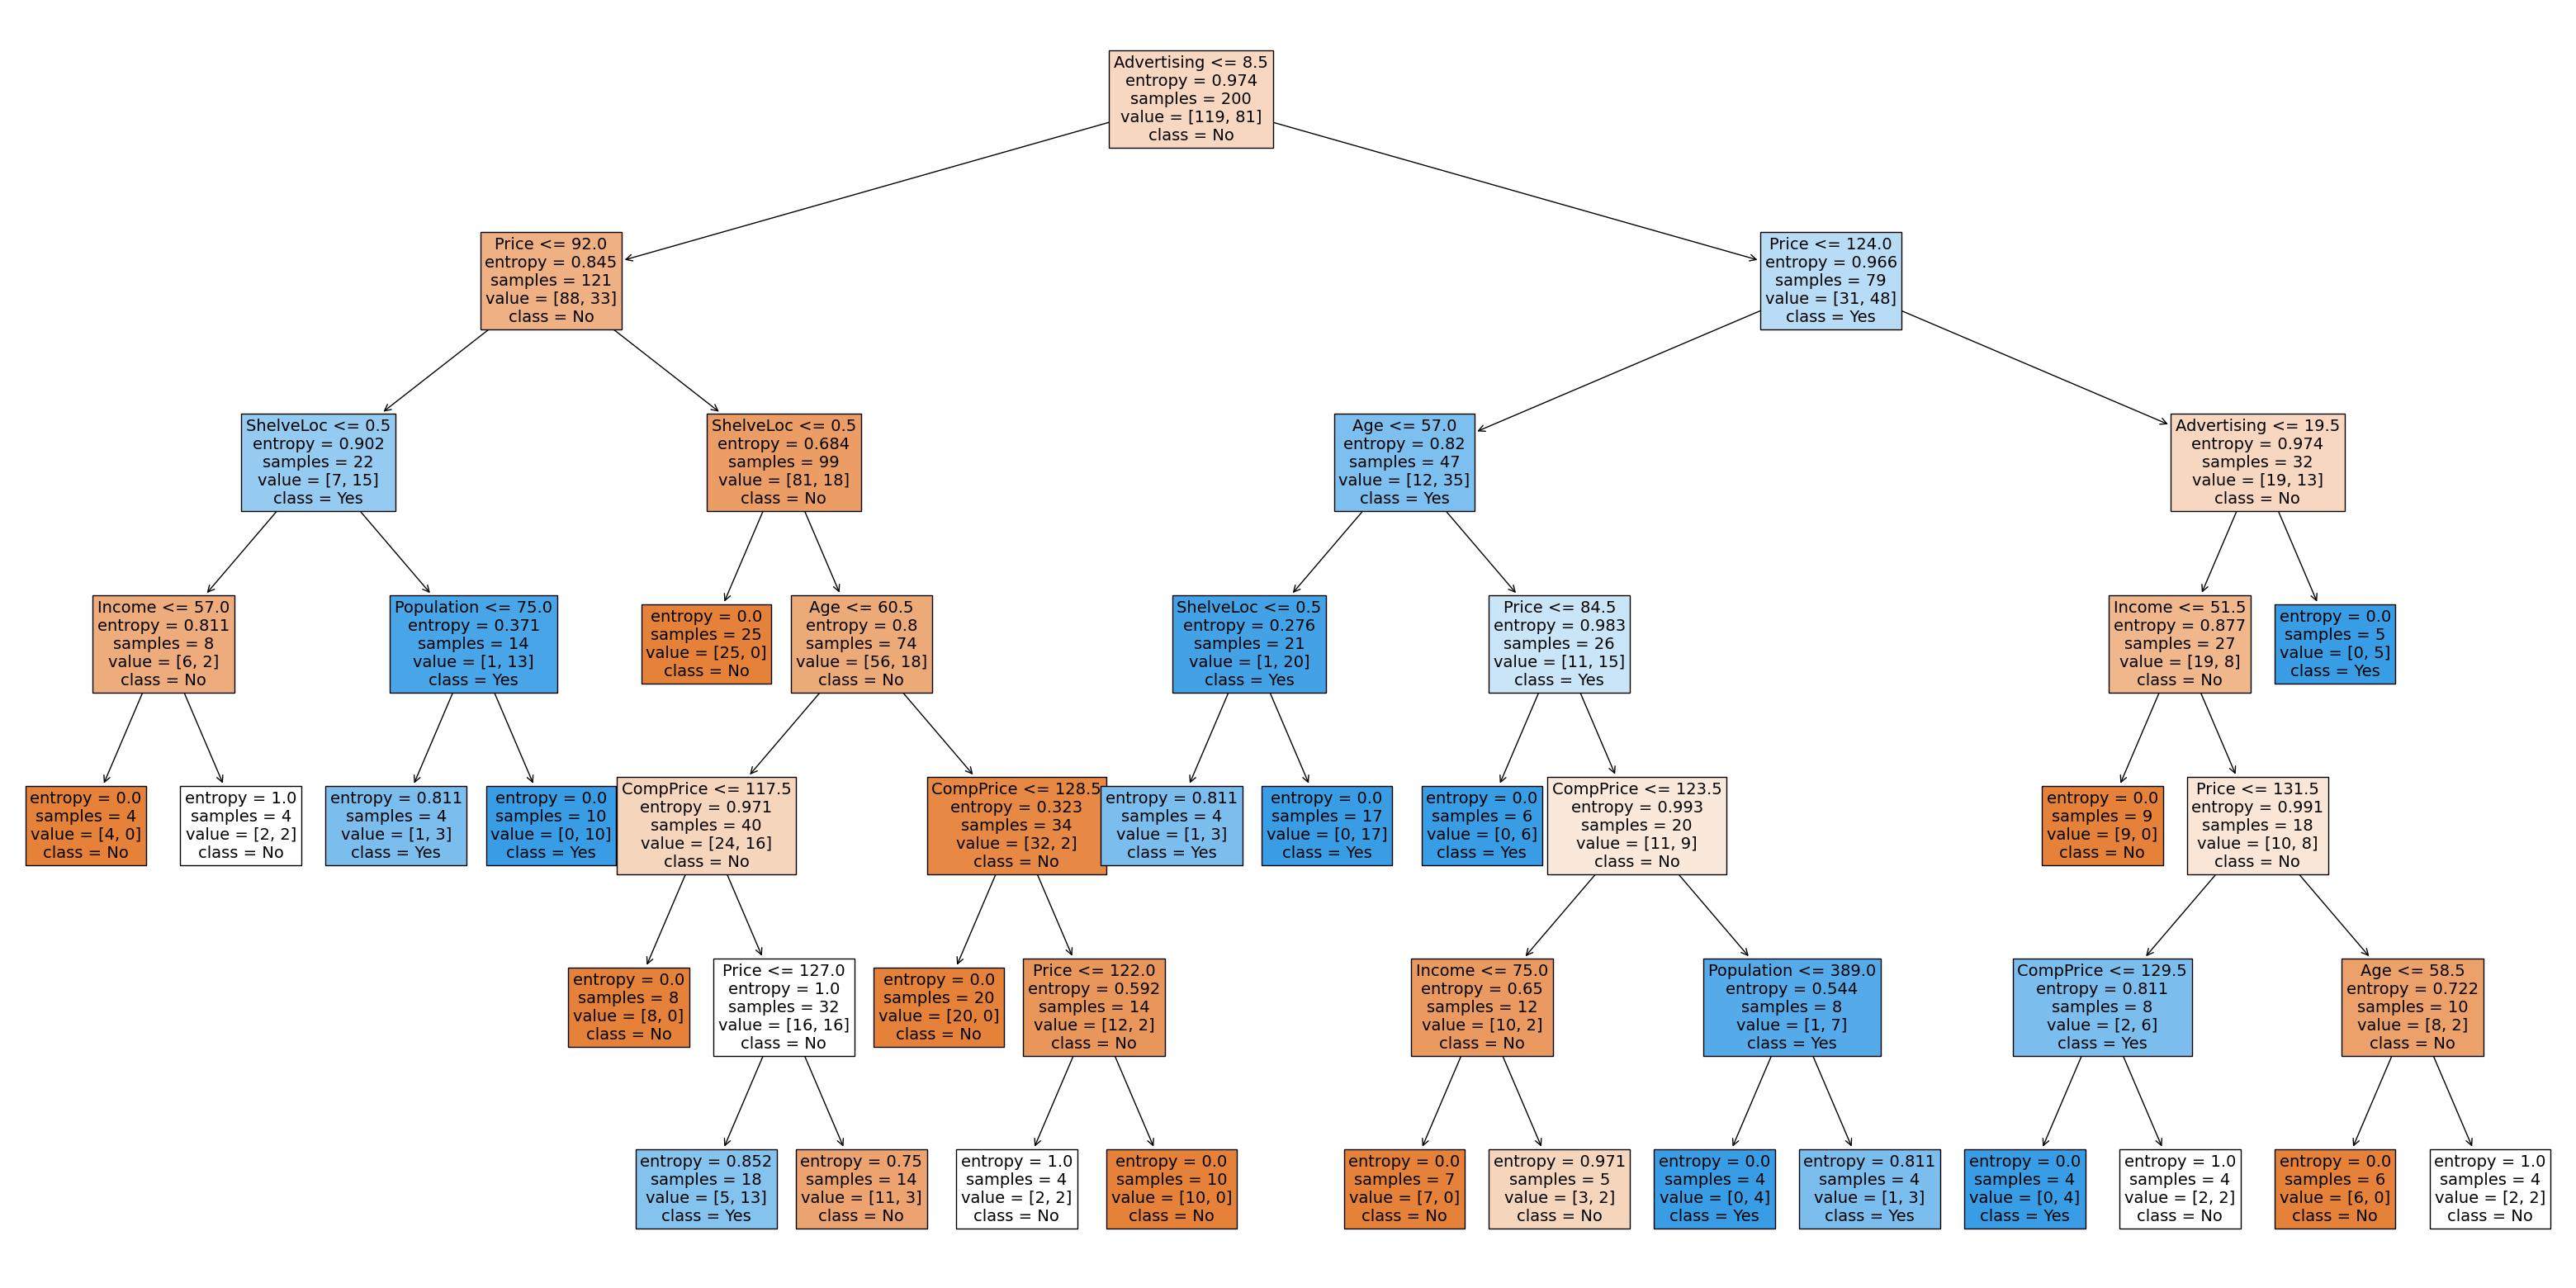 Advertising <= 8.5
entropy = 0.974
samples = 200
value = [119, 81]
class = No
Price <= 92.0
entropy = 0.845
samples = 121
value = [88, 33]
class = No
Price <= 124.0
entropy = 0.966
samples = 79
value = [31, 48]
class = Yes
ShelveLoc <= 0.5
entropy = 0.902
samples = 22
value = [7, 15]
class = Yes
ShelveLoc <= 0.5
entropy = 0.684
samples = 99
value = [81, 18]
class = No
Age <= 57.0
entropy = 0.82
samples = 47
value = [12, 35]
class = Yes
Advertising <= 19.5
entropy = 0.974
samples = 32
value = [19, 13]
class = No
Income <= 57.0
entropy = 0.811
samples = 8
value = [6, 2]
class = No
Population <= 75.0
entropy = 0.371
samples = 14
value = [1, 13]
class = Yes
entropy = 0.0
samples = 25
value = [25, 0]
class = No
Age <= 60.5
entropy = 0.8
samples = 74
value = [56, 18]
class = No
ShelveLoc <= 0.5
entropy = 0.276
samples = 21
value = [1, 20]
class = Yes
Price <= 84.5
entropy = 0.983
samples = 26
value = [11, 15]
class = Yes
Income <= 51.5
entropy = 0.877
samples = 27
value = [19, 8]
class = No
entropy = 0.0
samples = 5
value = [0, 5]
class = Yes
entropy = 0.0
samples = 4
value = [4, 0]
class = No
entropy = 1.0
samples = 4
value = [2, 2]
class = No
entropy = 0.811
samples = 4
value = [1, 3]
class = Yes
entropy = 0.0
samples = 10
value = [0, 10]
class = Yes
CompPrice <= 117.5
entropy = 0.971
samples = 40
value = [24, 16]
class = No
CompPrice <= 128.5
entropy = 0.323
samples = 34
value = [32, 2]
class = No
entropy = 0.811
samples = 4
value = [1, 3]
class = Yes
entropy = 0.0
samples = 17
value = [0, 17]
class = Yes
entropy = 0.0
samples = 6
value = [0, 6]
class = Yes
CompPrice <= 123.5
entropy = 0.993
samples = 20
value = [11, 9]
class = No
entropy = 0.0
samples = 9
value = [9, 0]
class = No
Price <= 131.5
entropy = 0.991
samples = 18
value = [10, 8]
class = No
entropy = 0.0
samples = 8
value = [8, 0]
class = No
Price <= 127.0
entropy = 1.0
samples = 32
value = [16, 16]
class = No
entropy = 0.0
samples = 20
value = [20, 0]
class = No
Price <= 122.0
entropy = 0.592
samples = 14
value = [12, 2]
class = No
Income <= 75.0
entropy = 0.65
samples = 12
value = [10, 2]
class = No
Population <= 389.0
entropy = 0.544
samples = 8
value = [1, 7]
class = Yes
CompPrice <= 129.5
entropy = 0.811
samples = 8
value = [2, 6]
class = Yes
Age <= 58.5
entropy = 0.722
samples = 10
value = [8, 2]
class = No
entropy = 0.852
samples = 18
value = [5, 13]
class = Yes
entropy = 0.75
samples = 14
value = [11, 3]
class = No
entropy = 1.0
samples = 4
value = [2, 2]
class = No
entropy = 0.0
samples = 10
value = [10, 0]
class = No
entropy = 0.0
samples = 7
value = [7, 0]
class = No
entropy = 0.971
samples = 5
value = [3, 2]
class = No
entropy = 0.0
samples = 4
value = [0, 4]
class = Yes
entropy = 0.811
samples = 4
value = [1, 3]
class = Yes
entropy = 0.0
samples = 4
value = [0, 4]
class = Yes
entropy = 1.0
samples = 4
value = [2, 2]
class = No
entropy = 0.0
samples = 6
value = [6, 0]
class = No
entropy = 1.0
samples = 4
value = [2, 2]
class = No